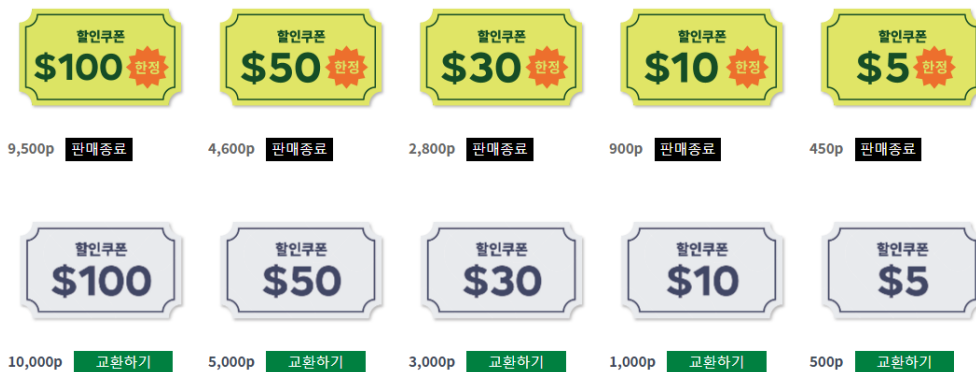 할인쿠폰
$100 한정
할인쿠폰
$50 한정
할인쿠폰
$30 한정
할인쿠폰
$10 한정
할인쿠폰
$5 한정
9,500p 판매종료
4,600p 판매종료
2,800p 판매종료
900p 판매종료
450p 판매종료
할인쿠폰
$100
할인쿠폰
$50
할인쿠폰
$30
할인쿠폰
$10
할인쿠폰
$5
10,000p 교환하기
5,000p 교환하기
3,000p 교환하기
1,000p 교환하기
500p 교환하기